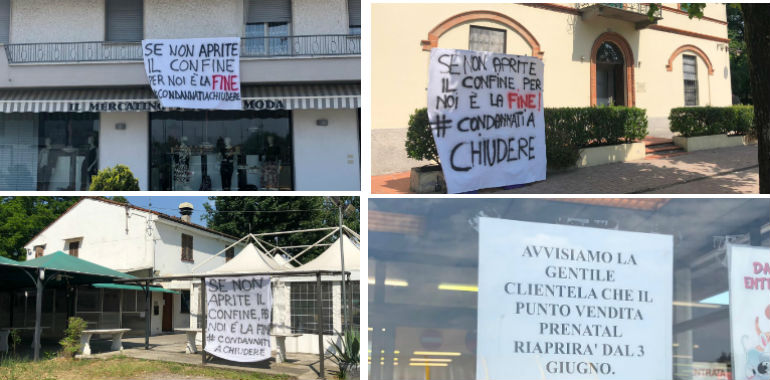 SE NON APRITE
IL CONFINE
PER NOI È LA FINE
#CONDANNATIACHIUDERE
IL MERCATINO MODA
SE NON APRITE
IL CONFINE, PER
NOI È LA FINE!
# CONDANNATI A
CHIUDERE
SE NON
APRITE IL
CONFINE, PER
NOI É LA FINE
# CONDANNATI
A CHIUDERE
AVVISIAMO LA
GENTILE
CLIENTELA CHE IL
PUNTO VENDITA
PRENATAL
RIAPRIRA' DAL 3
GIUGNO.